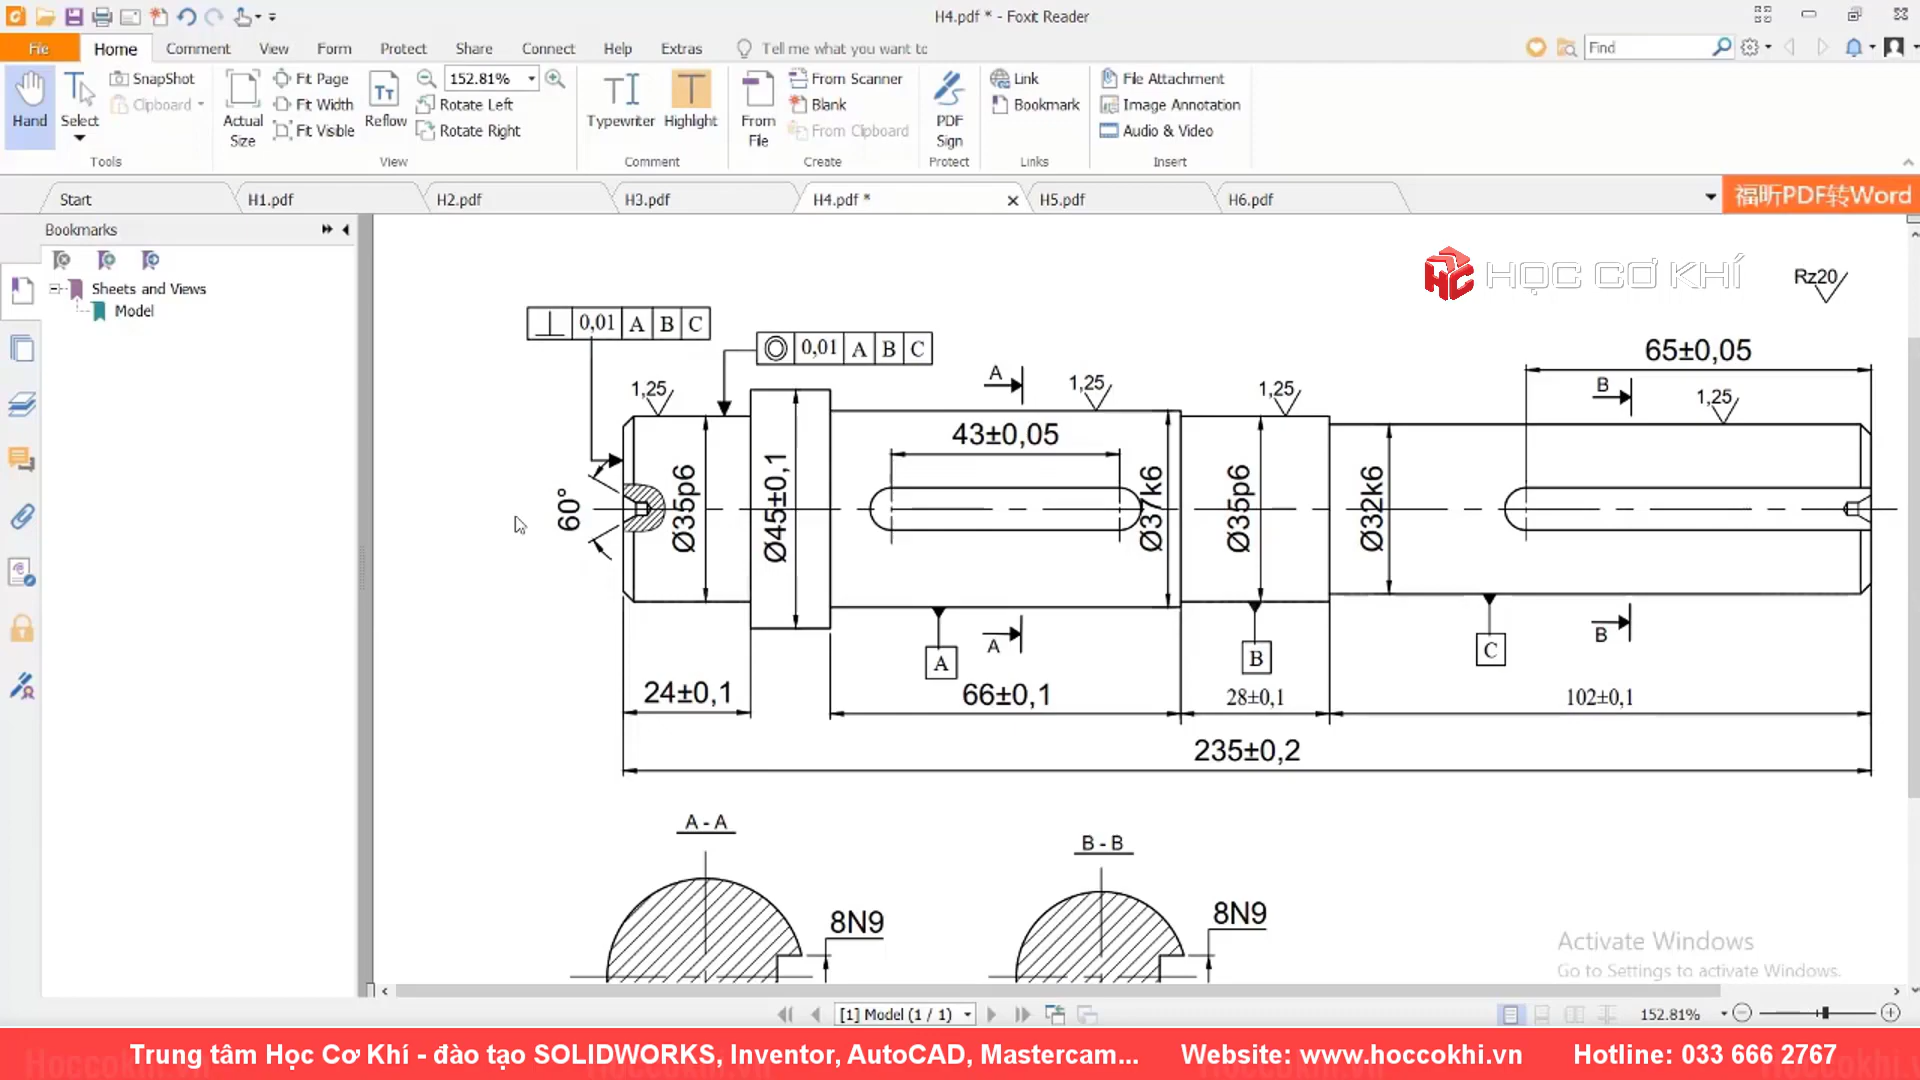 H4.pdf * - Foxit Reader
File Home Comment View Form Protect Share Connect Help Extras Tell me what you want to Find
Hand
Select
SnapShot
Clipboard
Tools
Actual Size
Fit Page
Fit Width
Fit Visible
Reflow
152.81%
Rotate Left
Rotate Right
View
Typewriter
Highlight
Comment
From File
From Scanner
Blank
From Clipboard
Create
PDF Sign
Protect
Link
Bookmark
Links
File Attachment
Image Annotation
Audio & Video
Insert
Start H1.pdf H2.pdf H3.pdf H4.pdf * H5.pdf H6.pdf
福昕PDF转Word
Bookmarks
Sheets and Views
Model
HỌC CƠ KHÍ
Rz20
⊥ 0,01 A B C
◎ 0,01 A B C
65±0,05
A
B
1,25
1,25
1,25
1,25
43±0,05
60°
Ø35p6
Ø45±0,1
Ø37k6
Ø35p6
Ø32k6
A
B
A
B
C
24±0,1
66±0,1
28±0,1
102±0,1
235±0,2
A - A
B - B
8N9
8N9
Activate Windows
Go to Settings to activate Windows.
[1] Model (1 / 1)
152.81%
Trung tâm Học Cơ Khí - đào tạo SOLIDWORKS, Inventor, AutoCAD, Mastercam... Website: www.hoccokhi.vn Hotline: 033 666 2767